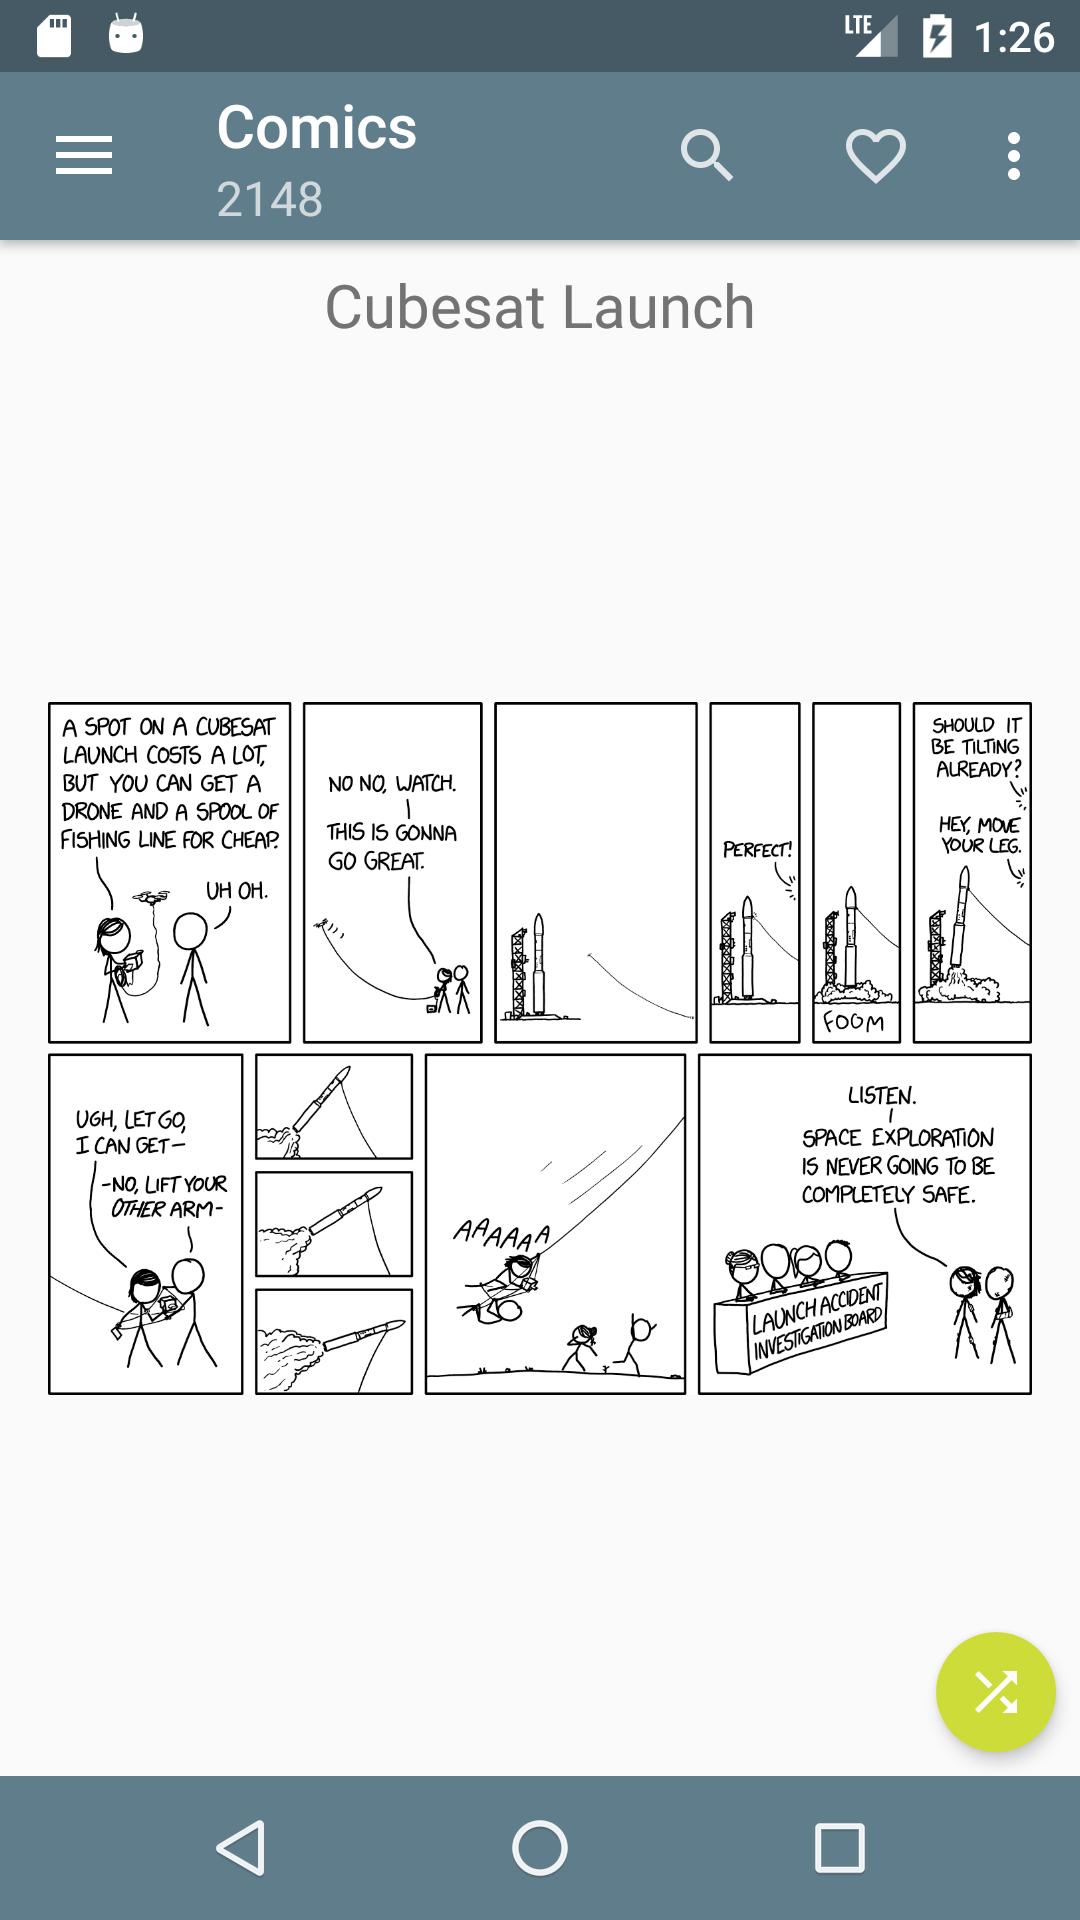 LTE 1:26
Comics
2148
Cubesat Launch
A SPOT ON A CUBESAT
LAUNCH COSTS A LOT,
BUT YOU CAN GET A
DRONE AND A SPOOL OF
FISHING LINE FOR CHEAP.
UH OH.
NO NO, WATCH.
THIS IS GONNA
GO GREAT.
PERFECT!
FOOM
SHOULD IT
BE TILTING
ALREADY?
HEY, MOVE
YOUR LEG.
UGH, LET GO,
I CAN GET—
-NO, LIFT YOUR
OTHER ARM-
AAAAAA
LISTEN.
SPACE EXPLORATION
IS NEVER GOING TO BE
COMPLETELY SAFE.
LAUNCH ACCIDENT
INVESTIGATION BOARD